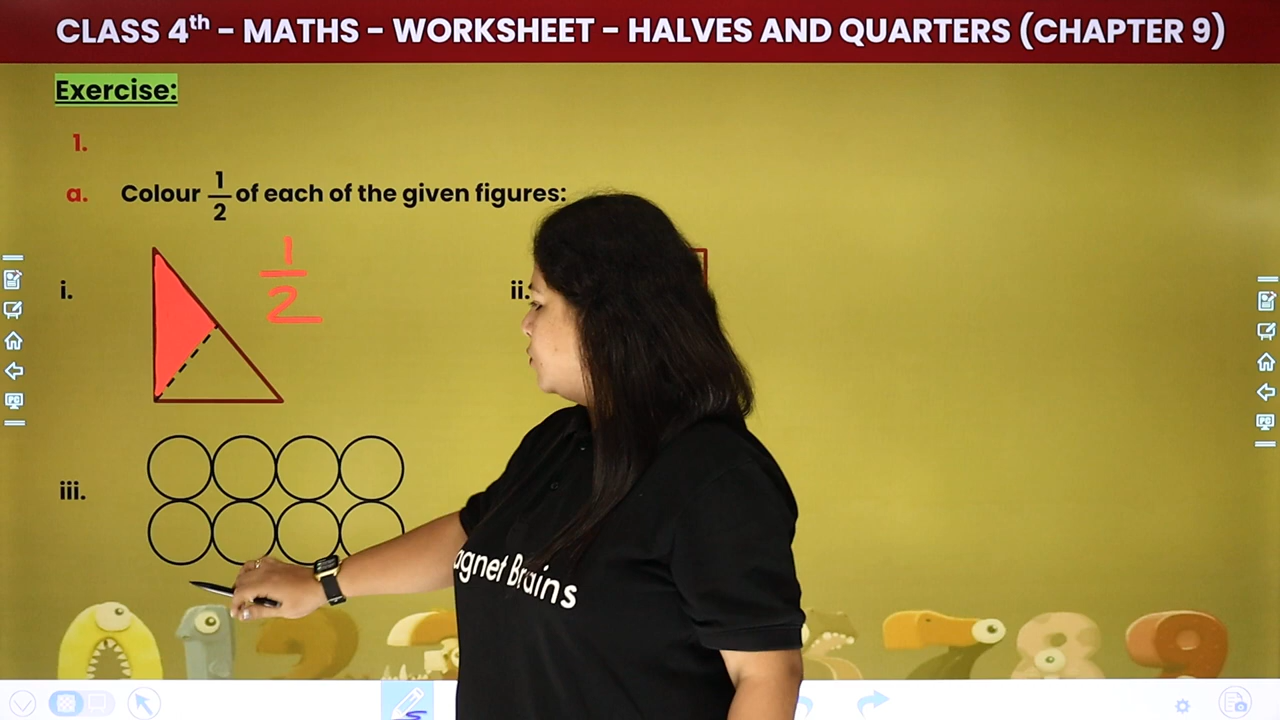 CLASS 4th - MATHS - WORKSHEET - HALVES AND QUARTERS (CHAPTER 9)
Exercise:
1.
a. Colour 1/2 of each of the given figures:
i. 1/2
ii.
iii.
agnet Brains